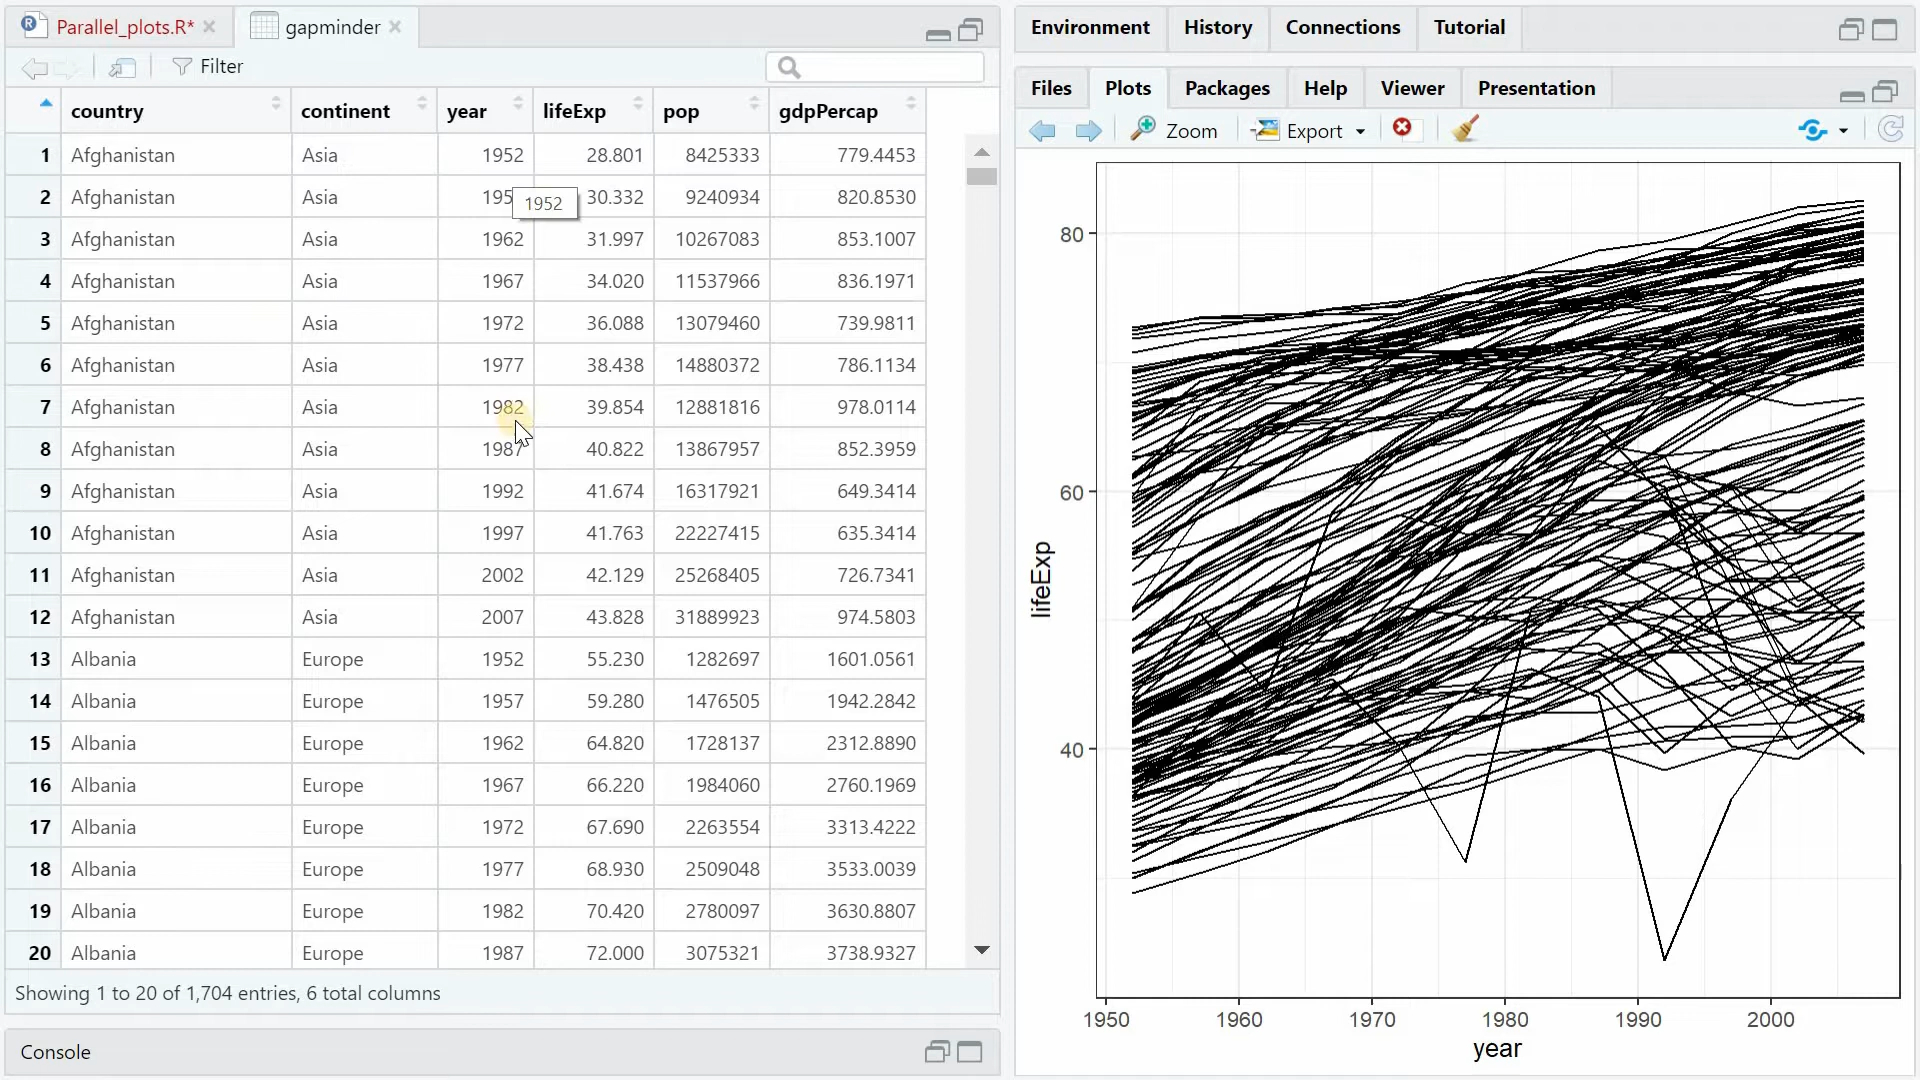 Parallel_plots.R*
gapminder
Filter
country continent year lifeExp pop gdpPercap
1 Afghanistan Asia 1952 28.801 8425333 779.4453
2 Afghanistan Asia 195 30.332 9240934 820.8530
1952
3 Afghanistan Asia 1962 31.997 10267083 853.1007
4 Afghanistan Asia 1967 34.020 11537966 836.1971
5 Afghanistan Asia 1972 36.088 13079460 739.9811
6 Afghanistan Asia 1977 38.438 14880372 786.1134
7 Afghanistan Asia 1982 39.854 12881816 978.0114
8 Afghanistan Asia 1987 40.822 13867957 852.3959
9 Afghanistan Asia 1992 41.674 16317921 649.3414
10 Afghanistan Asia 1997 41.763 22227415 635.3414
11 Afghanistan Asia 2002 42.129 25268405 726.7341
12 Afghanistan Asia 2007 43.828 31889923 974.5803
13 Albania Europe 1952 55.230 1282697 1601.0561
14 Albania Europe 1957 59.280 1476505 1942.2842
15 Albania Europe 1962 64.820 1728137 2312.8890
16 Albania Europe 1967 66.220 1984060 2760.1969
17 Albania Europe 1972 67.690 2263554 3313.4222
18 Albania Europe 1977 68.930 2509048 3533.0039
19 Albania Europe 1982 70.420 2780097 3630.8807
20 Albania Europe 1987 72.000 3075321 3738.9327
Showing 1 to 20 of 1,704 entries, 6 total columns
Console
Environment History Connections Tutorial
Files Plots Packages Help Viewer Presentation
Zoom Export
80
60
40
lifeExp
1950 1960 1970 1980 1990 2000
year